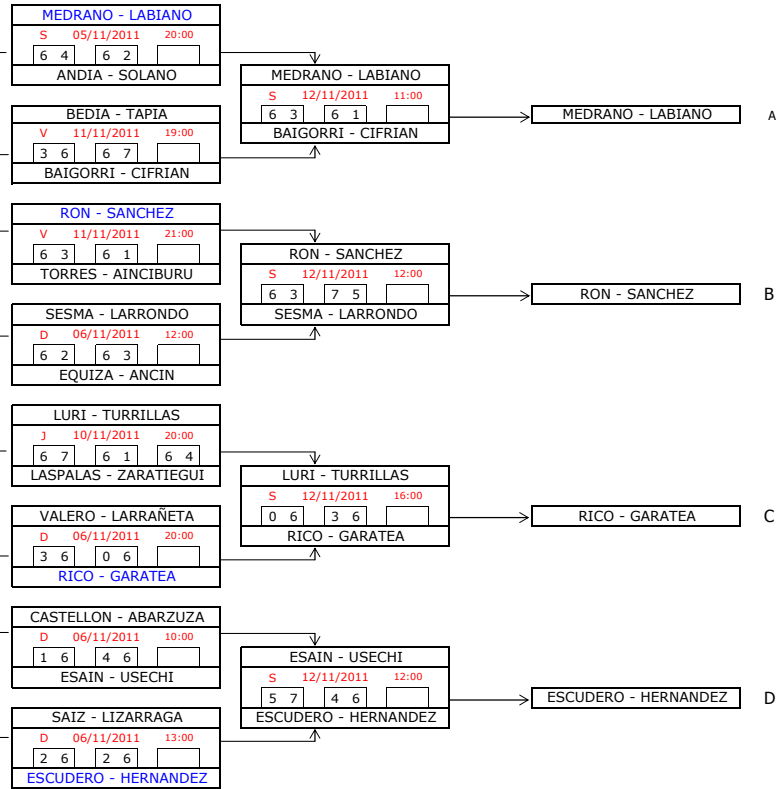 MEDRANO - LABIANO
S 05/11/2011 20:00
6 4 6 2
ANDIA - SOLANO
BEDIA - TAPIA
V 11/11/2011 19:00
3 6 6 7
BAIGORRI - CIFRIAN
RON - SANCHEZ
V 11/11/2011 21:00
6 3 6 1
TORRES - AINCIBURU
SESMA - LARRONDO
D 06/11/2011 12:00
6 2 6 3
EQUIZA - ANCIN
LURI - TURRILLAS
J 10/11/2011 20:00
6 7 6 1 6 4
LASPALAS - ZARATIEGUI
VALERO - LARRAÑETA
D 06/11/2011 20:00
3 6 0 6
RICO - GARATEA
CASTELLON - ABARZUZA
D 06/11/2011 10:00
1 6 4 6
ESAIN - USECHI
SAIZ - LIZARRAGA
D 06/11/2011 13:00
2 6 2 6
ESCUDERO - HERNANDEZ
MEDRANO - LABIANO
S 12/11/2011 11:00
6 3 6 1
BAIGORRI - CIFRIAN
RON - SANCHEZ
S 12/11/2011 12:00
6 3 7 5
SESMA - LARRONDO
LURI - TURRILLAS
S 12/11/2011 16:00
0 6 3 6
RICO - GARATEA
ESAIN - USECHI
S 12/11/2011 12:00
5 7 4 6
ESCUDERO - HERNANDEZ
MEDRANO - LABIANO A
RON - SANCHEZ B
RICO - GARATEA C
ESCUDERO - HERNANDEZ D